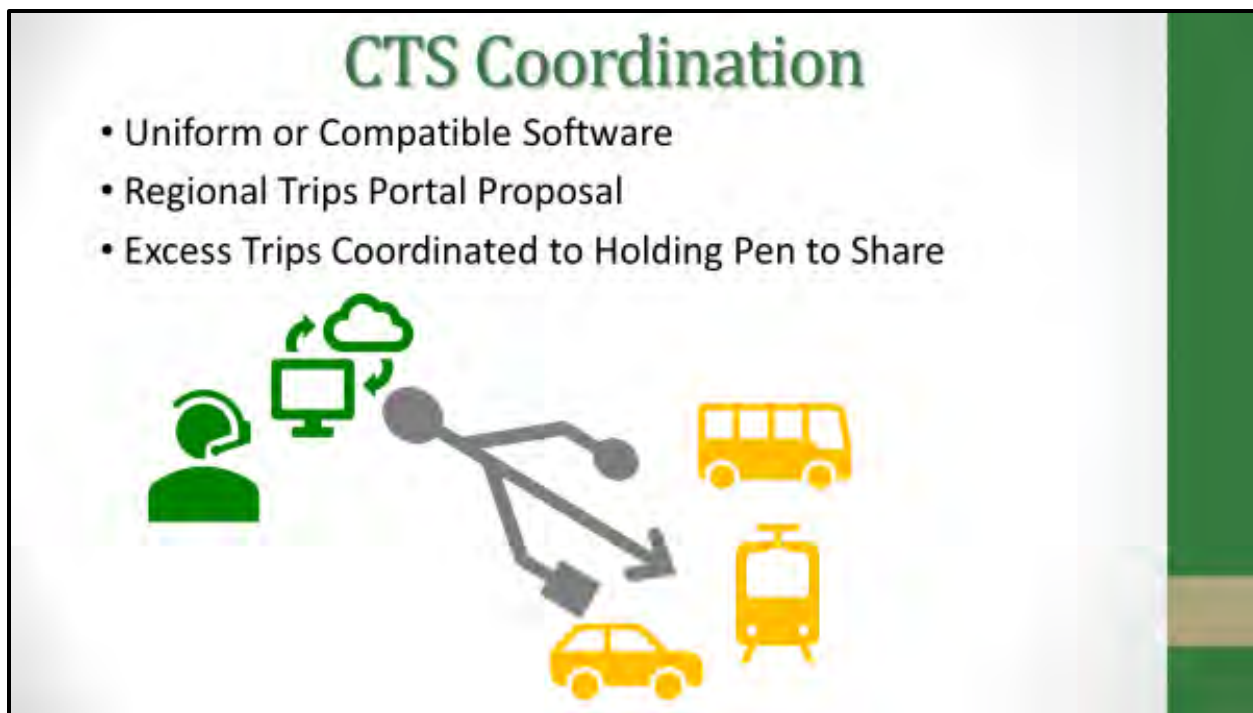 CTS Coordination
• Uniform or Compatible Software
• Regional Trips Portal Proposal
• Excess Trips Coordinated to Holding Pen to Share